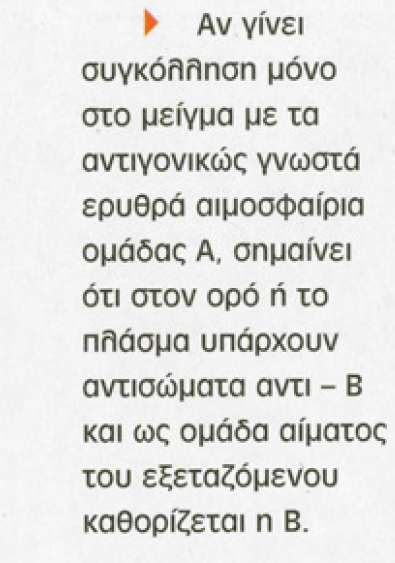 Αν γίνει
συγκόλληση μόνο
στο μείγμα με τα
αντιγονικώς γνωστά
ερυθρά αιμοσφαίρια
ομάδας Α, σημαίνει
ότι στον ορό ή το
πλάσμα υπάρχουν
αντισώματα αντι – Β
και ως ομάδα αίματος
του εξεταζόμενου
καθορίζεται η Β.